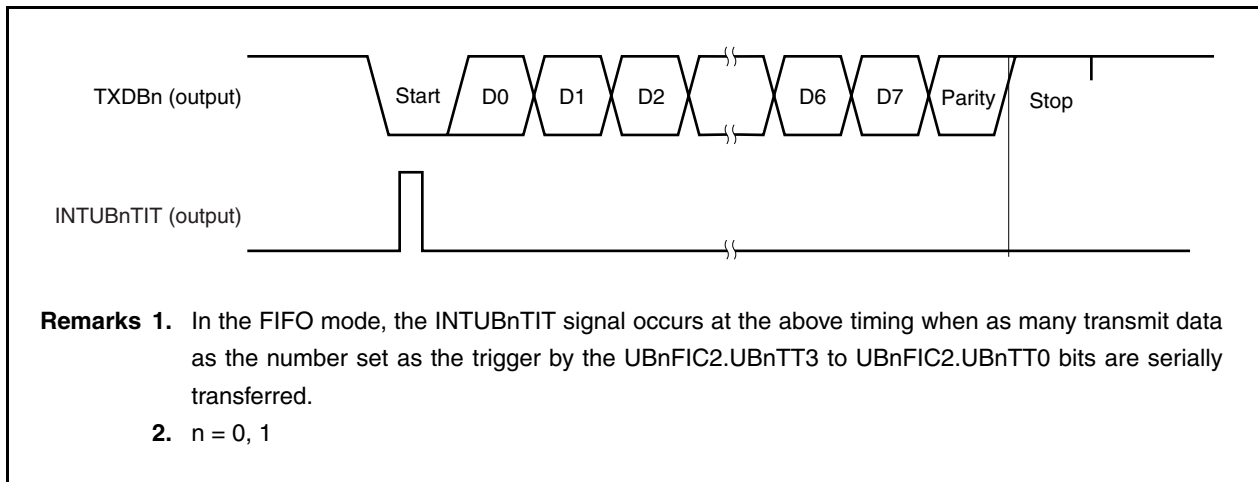 TXDBn (output)
Start D0 D1 D2 D6 D7 Parity Stop
INTUBnTIT (output)
Remarks 1. In the FIFO mode, the INTUBnTIT signal occurs at the above timing when as many transmit data
as the number set as the trigger by the UBnFIC2.UBnTT3 to UBnFIC2.UBnTT0 bits are serially
transferred.
2. n = 0, 1